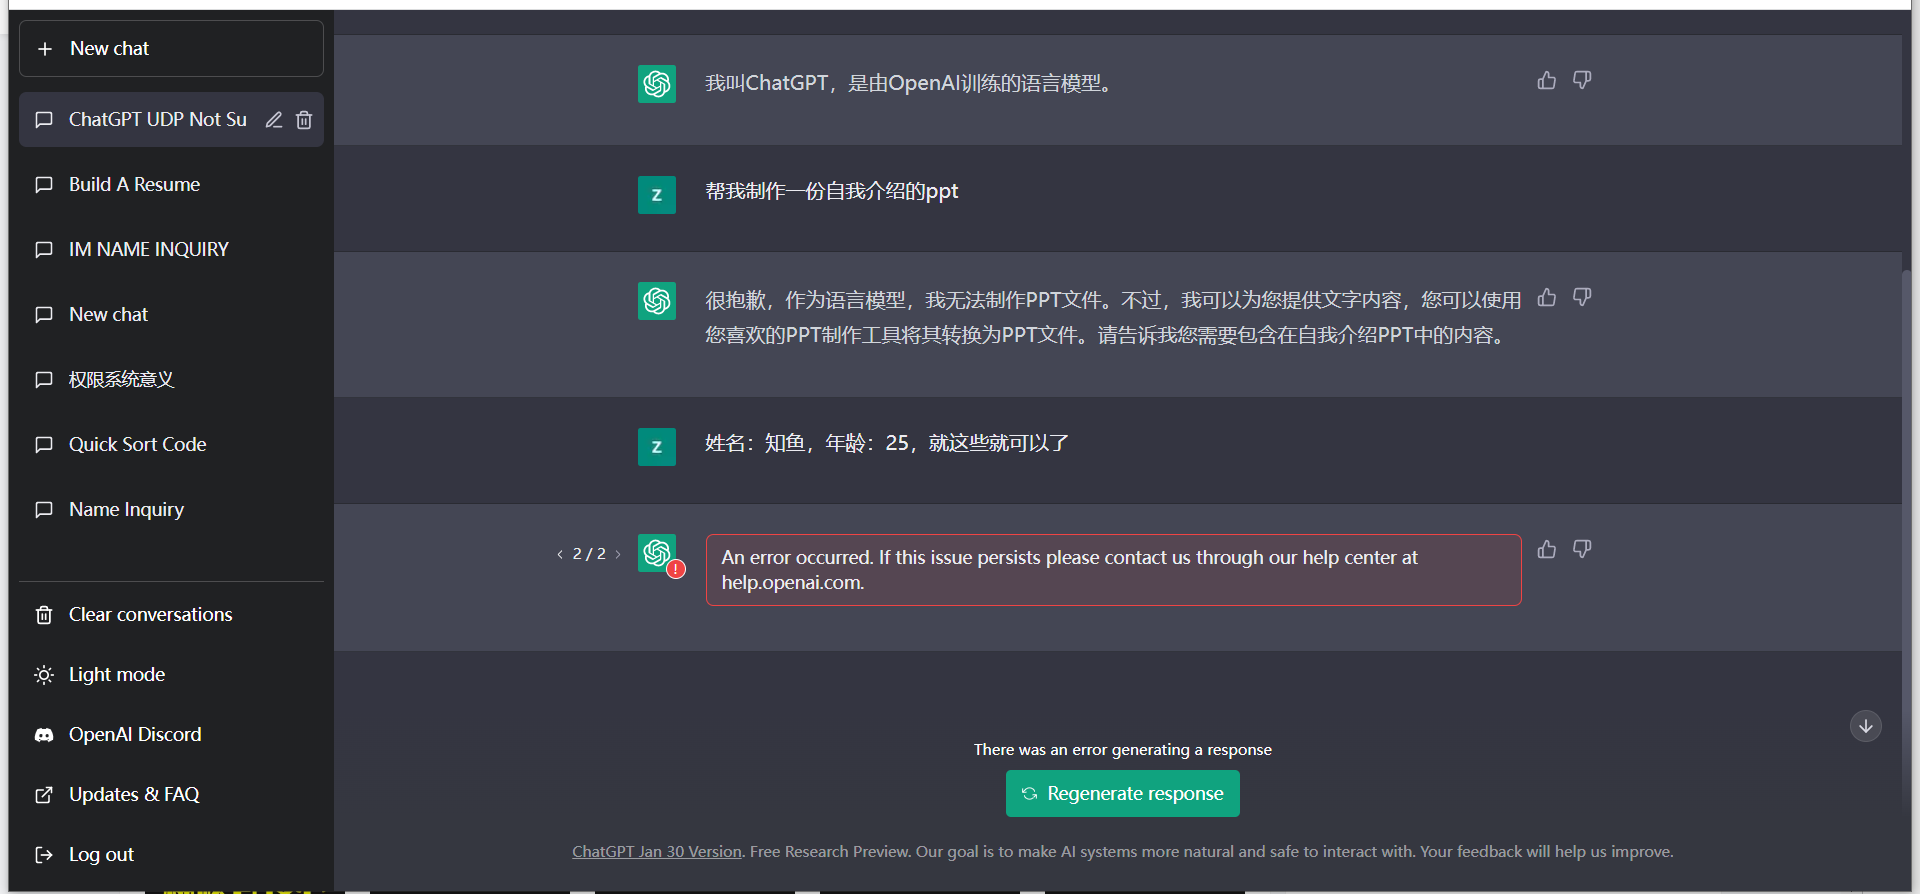 New chat
ChatGPT UDP Not Su
Build A Resume
IM NAME INQUIRY
New chat
权限系统意义
Quick Sort Code
Name Inquiry
Clear conversations
Light mode
OpenAI Discord
Updates & FAQ
Log out
我叫ChatGPT，是由OpenAI训练的语言模型。
Z
帮我制作一份自我介绍的ppt
很抱歉，作为语言模型，我无法制作PPT文件。不过，我可以为您提供文字内容，您可以使用
您喜欢的PPT制作工具将其转换为PPT文件。请告诉我您需要包含在自我介绍PPT中的内容。
Z
姓名：知鱼，年龄：25，就这些就可以了
< 2 / 2 >
!
An error occurred. If this issue persists please contact us through our help center at
help.openai.com.
There was an error generating a response
Regenerate response
ChatGPT Jan 30 Version. Free Research Preview. Our goal is to make AI systems more natural and safe to interact with. Your feedback will help us improve.